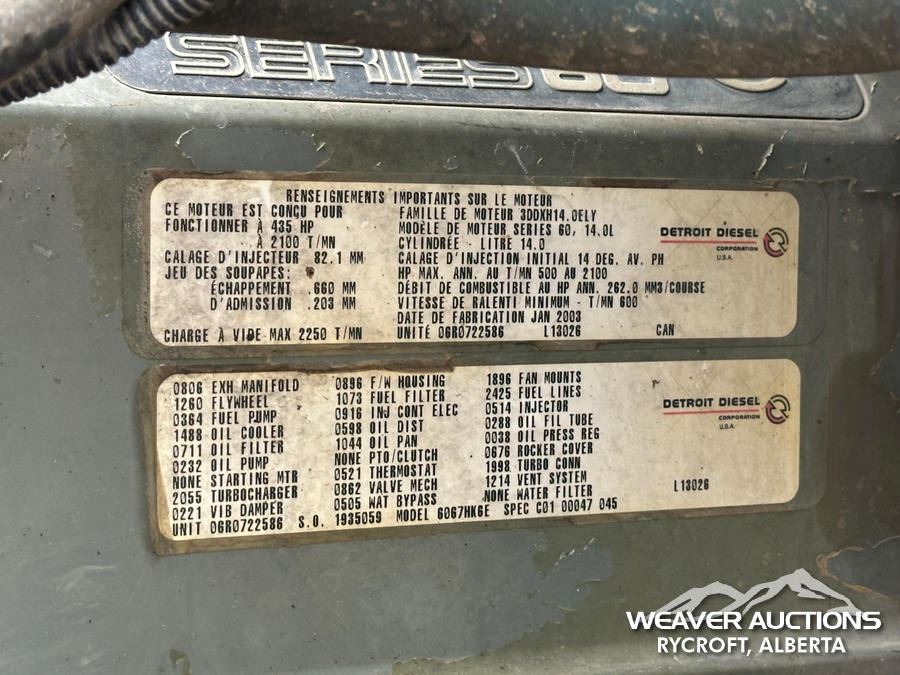 SERIES 60
RENSEIGNEMENTS IMPORTANTS SUR LE MOTEUR
CE MOTEUR EST CONÇU POUR
FONCTIONNER À 435 HP
À 2100 T/MN
CALAGE D'INJECTEUR 82.1 MM
JEU DES SOUPAPES:
ÉCHAPPEMENT .660 MM
D'ADMISSION .203 MM
CHARGE À VIDE MAX 2250 T/MN
FAMILLE DE MOTEUR 3DDXH14.0ELY
MODÈLE DE MOTEUR SERIES 60, 14.0L
CYLINDRÉE - LITRE 14.0
CALAGE D'INJECTION INITIAL 14 DEG. AV. PH
HP MAX. ANN. AU T/MN 500 AU 2100
DÉBIT DE COMBUSTIBLE AU HP ANN. 262.0 MM3/COURSE
VITESSE DE RALENTI MINIMUM - T/MN 600
DATE DE FABRICATION JAN 2003
UNITÉ 06R0722586 L13026 CAN
DETROIT DIESEL
CORPORATION
U.S.A.
0806 EXH MANIFOLD
1260 FLYWHEEL
0364 FUEL PUMP
1488 OIL COOLER
0711 OIL FILTER
0232 OIL PUMP
NONE STARTING MTR
2055 TURBOCHARGER
0221 VIB DAMPER
0896 F/W HOUSING
1073 FUEL FILTER
0916 INJ CONT ELEC
0598 OIL DIST
1044 OIL PAN
NONE PTO/CLUTCH
0521 THERMOSTAT
0862 VALVE MECH
0505 WAT BYPASS
1896 FAN MOUNTS
2425 FUEL LINES
0514 INJECTOR
0288 OIL FIL TUBE
0038 OIL PRESS REG
0676 ROCKER COVER
1998 TURBO CONN
1214 VENT SYSTEM
NONE WATER FILTER
UNIT 06R0722586 S.O. 1935059 MODEL 6067HK6E SPEC C01 00047 045
DETROIT DIESEL
CORPORATION
U.S.A.
L13026
WEAVER AUCTIONS
RYCROFT, ALBERTA